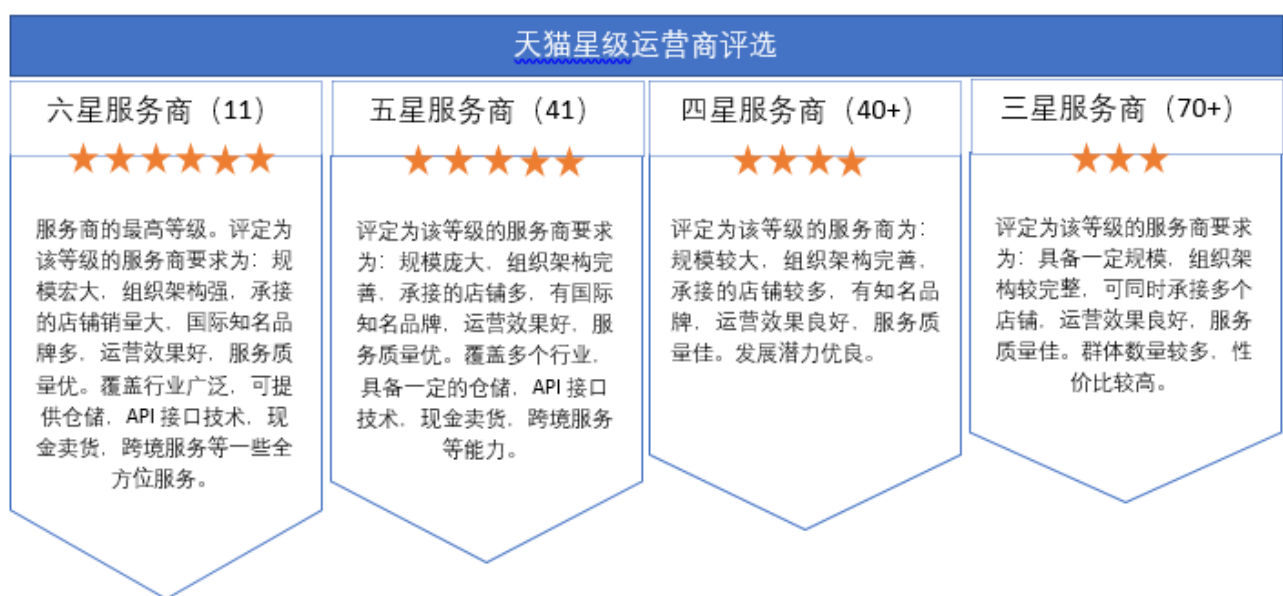 天猫星级运营商评选
六星服务商（11）
服务商的最高等级。评定为
该等级的服务商要求为：规
模宏大，组织架构强，承接
的店铺销量大，国际知名品
牌多，运营效果好，服务质
量优。覆盖行业广泛，可提
供仓储，API 接口技术，现
金卖货，跨境服务等一些全
方位服务。
五星服务商（41）
评定为该等级的服务商要求
为：规模庞大，组织架构完
善，承接的店铺多，有国际
知名品牌，运营效果好，服
务质量优。覆盖多个行业，
具备一定的仓储，API 接口
技术，现金卖货，跨境服务
等能力。
四星服务商（40+）
评定为该等级的服务商为：
规模较大，组织架构完善，
承接的店铺较多，有知名品
牌，运营效果良好，服务质
量佳。发展潜力优良。
三星服务商（70+）
评定为该等级的服务商要求
为：具备一定规模，组织架
构较完整，可同时承接多个
店铺，运营效果良好，服务
质量佳。群体数量较多，性
价比较高。